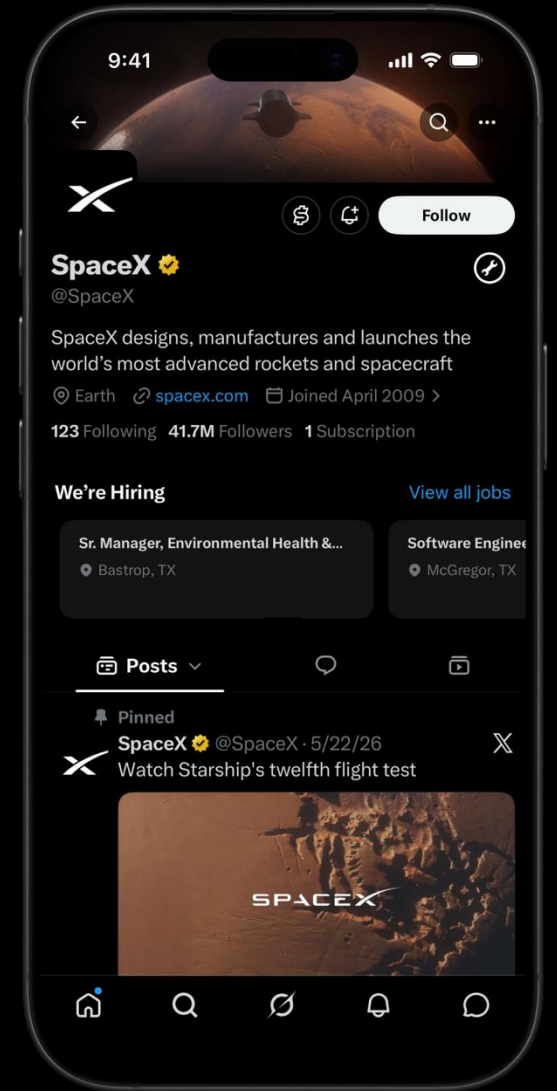 9:41
Follow
SpaceX
@SpaceX
SpaceX designs, manufactures and launches the
world’s most advanced rockets and spacecraft
Earth spacex.com Joined April 2009
123 Following 41.7M Followers 1 Subscription
We’re Hiring View all jobs
Sr. Manager, Environmental Health &... Software Enginee
Bastrop, TX McGregor, TX
Posts
Pinned
SpaceX @SpaceX · 5/22/26
Watch Starship's twelfth flight test
SPACEX